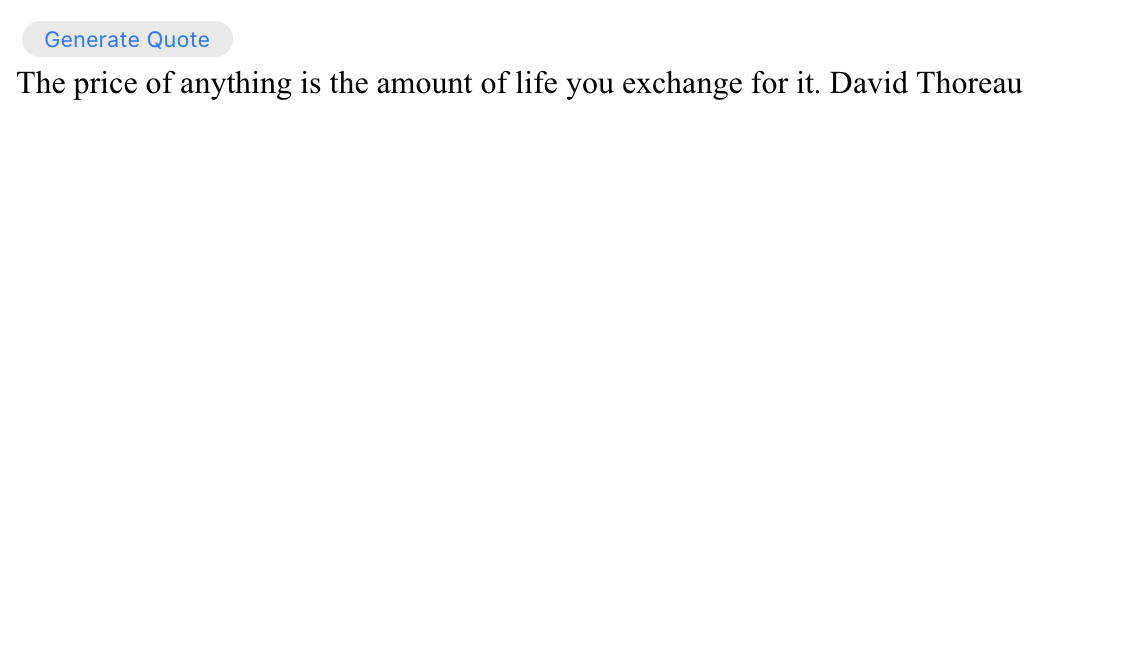 Generate Quote
The price of anything is the amount of life you exchange for it. David Thoreau